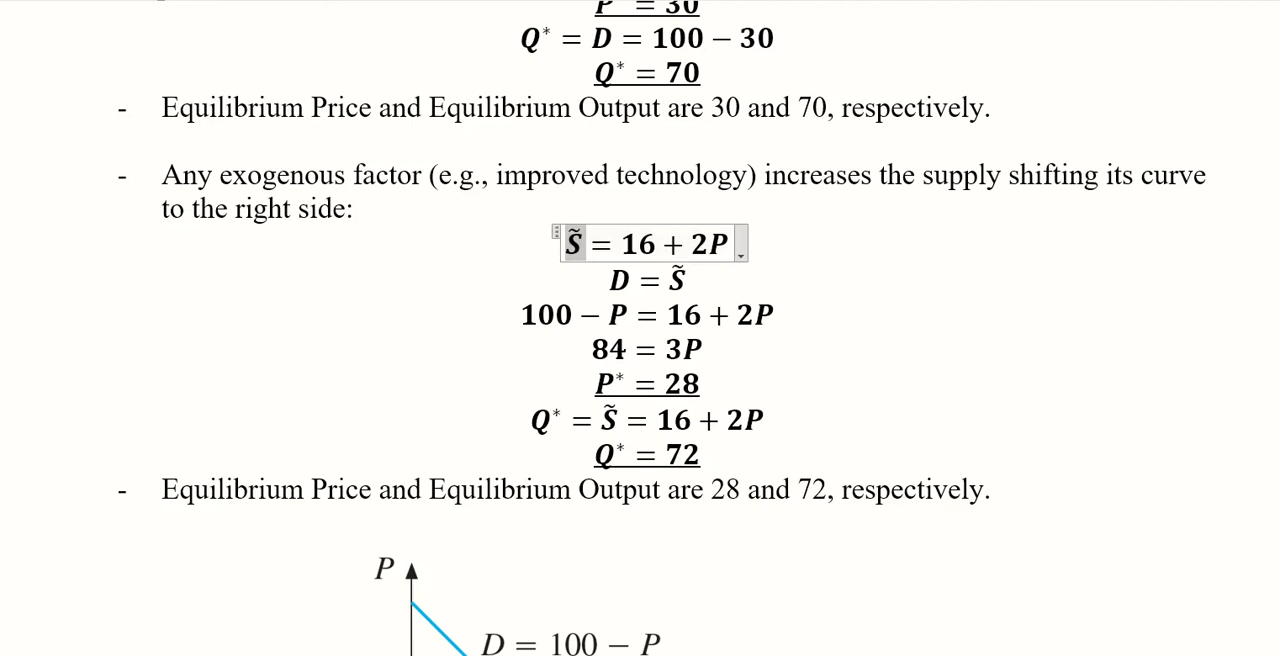 P* = 30
Q* = D = 100 − 30
Q* = 70
- Equilibrium Price and Equilibrium Output are 30 and 70, respectively.
- Any exogenous factor (e.g., improved technology) increases the supply shifting its curve
to the right side:
S̃ = 16 + 2P
D = S̃
100 − P = 16 + 2P
84 = 3P
P* = 28
Q* = S̃ = 16 + 2P
Q* = 72
- Equilibrium Price and Equilibrium Output are 28 and 72, respectively.
P
D = 100 − P